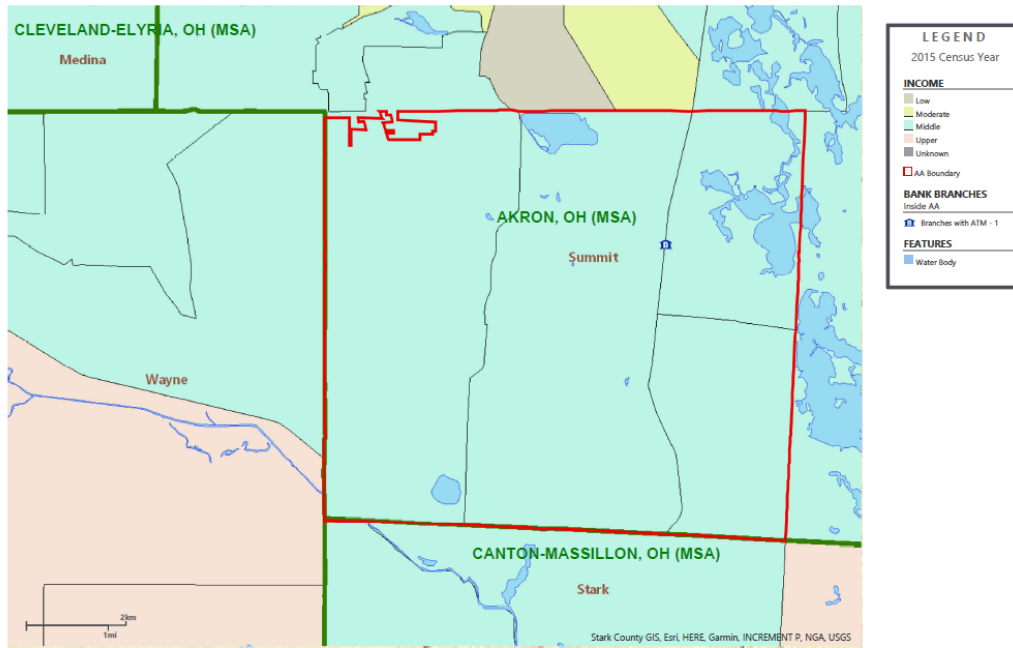 CLEVELAND-ELYRIA, OH (MSA)
Medina
AKRON, OH (MSA)
Summit
Wayne
CANTON-MASSILLON, OH (MSA)
Stark
2km
1mi
Stark County GIS, Esri, HERE, Garmin, INCREMENT P, NGA, USGS
LEGEND
2015 Census Year
INCOME
Low
Moderate
Middle
Upper
Unknown
AA Boundary
BANK BRANCHES
Inside AA
Branches with ATM - 1
FEATURES
Water Body